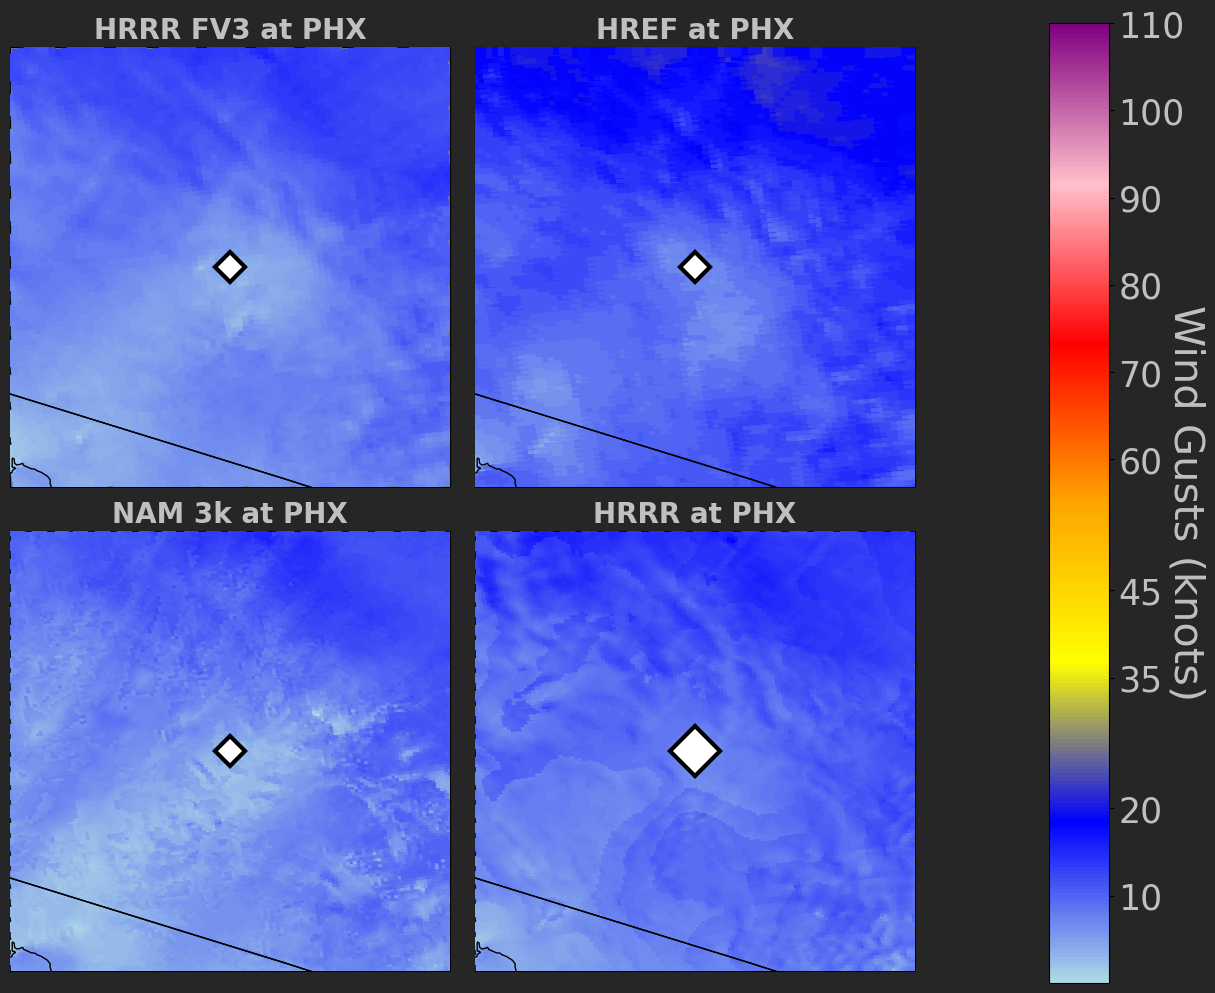 HRRR FV3 at PHX
HREF at PHX
NAM 3k at PHX
HRRR at PHX
110
100
90
80
70
60
45
35
20
10
Wind Gusts (knots)